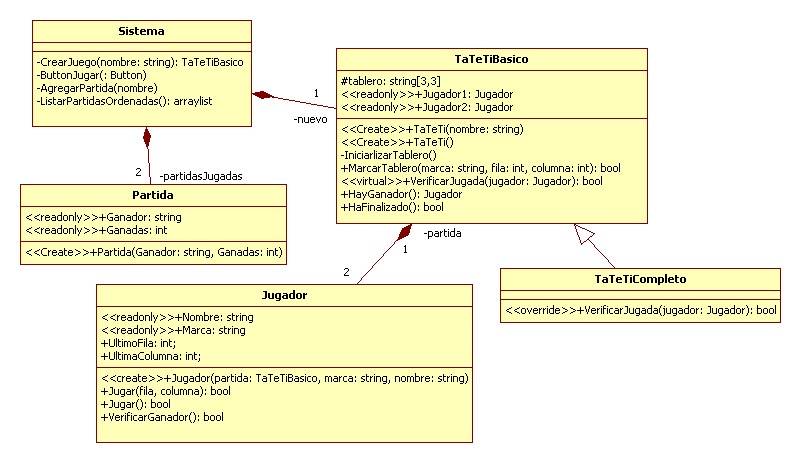 Sistema
-CrearJuego(nombre: string): TaTeTiBasico
-ButtonJugar(: Button)
-AgregarPartida(nombre)
-ListarPartidasOrdenadas(): arraylist
1
-nuevo
2
-partidasJugadas
TaTeTiBasico
#tablero: string[3,3]
<<readonly>>+Jugador1: Jugador
<<readonly>>+Jugador2: Jugador
<<Create>>+TaTeTi(nombre: string)
<<Create>>+TaTeTi()
-IniciarlizarTablero()
+MarcarTablero(marca: string, fila: int, columna: int): bool
<<virtual>>+VerificarJugada(jugador: Jugador): bool
+HayGanador(): Jugador
+HaFinalizado(): bool
Partida
<<readonly>>+Ganador: string
<<readonly>>+Ganadas: int
<<Create>>+Partida(Ganador: string, Ganadas: int)
-partida
1
2
TaTeTiCompleto
<<override>>+VerificarJugada(jugador: Jugador): bool
Jugador
<<readonly>>+Nombre: string
<<readonly>>+Marca: string
+UltimoFila: int;
+UltimaColumna: int;
<<create>>+Jugador(partida: TaTeTiBasico, marca: string, nombre: string)
+Jugar(fila, columna): bool
+Jugar(): bool
+VerificarGanador(): bool